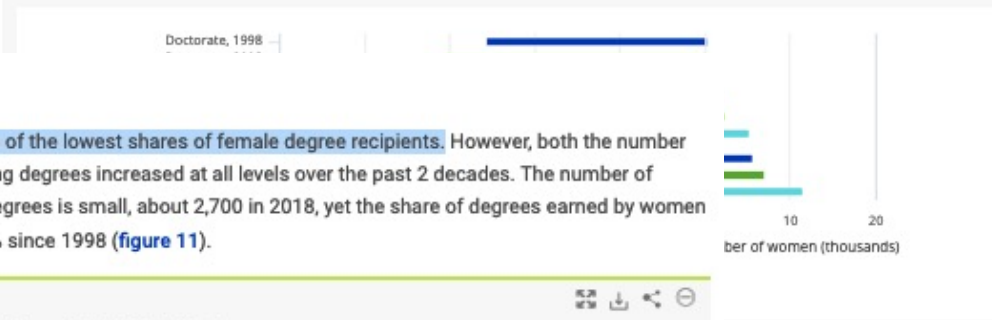 Doctorate, 1998
of the lowest shares of female degree recipients. However, both the number
degrees increased at all levels over the past 2 decades. The number of
is small, about 2,700 in 2018, yet the share of degrees earned by women
since 1998 (figure 11).
10 20
of women (thousands)